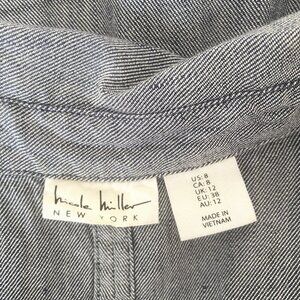 nicole miller
NEW YORK
US: 8
CA: 8
UK: 12
EU: 38
AU: 12
MADE IN
VIETNAM